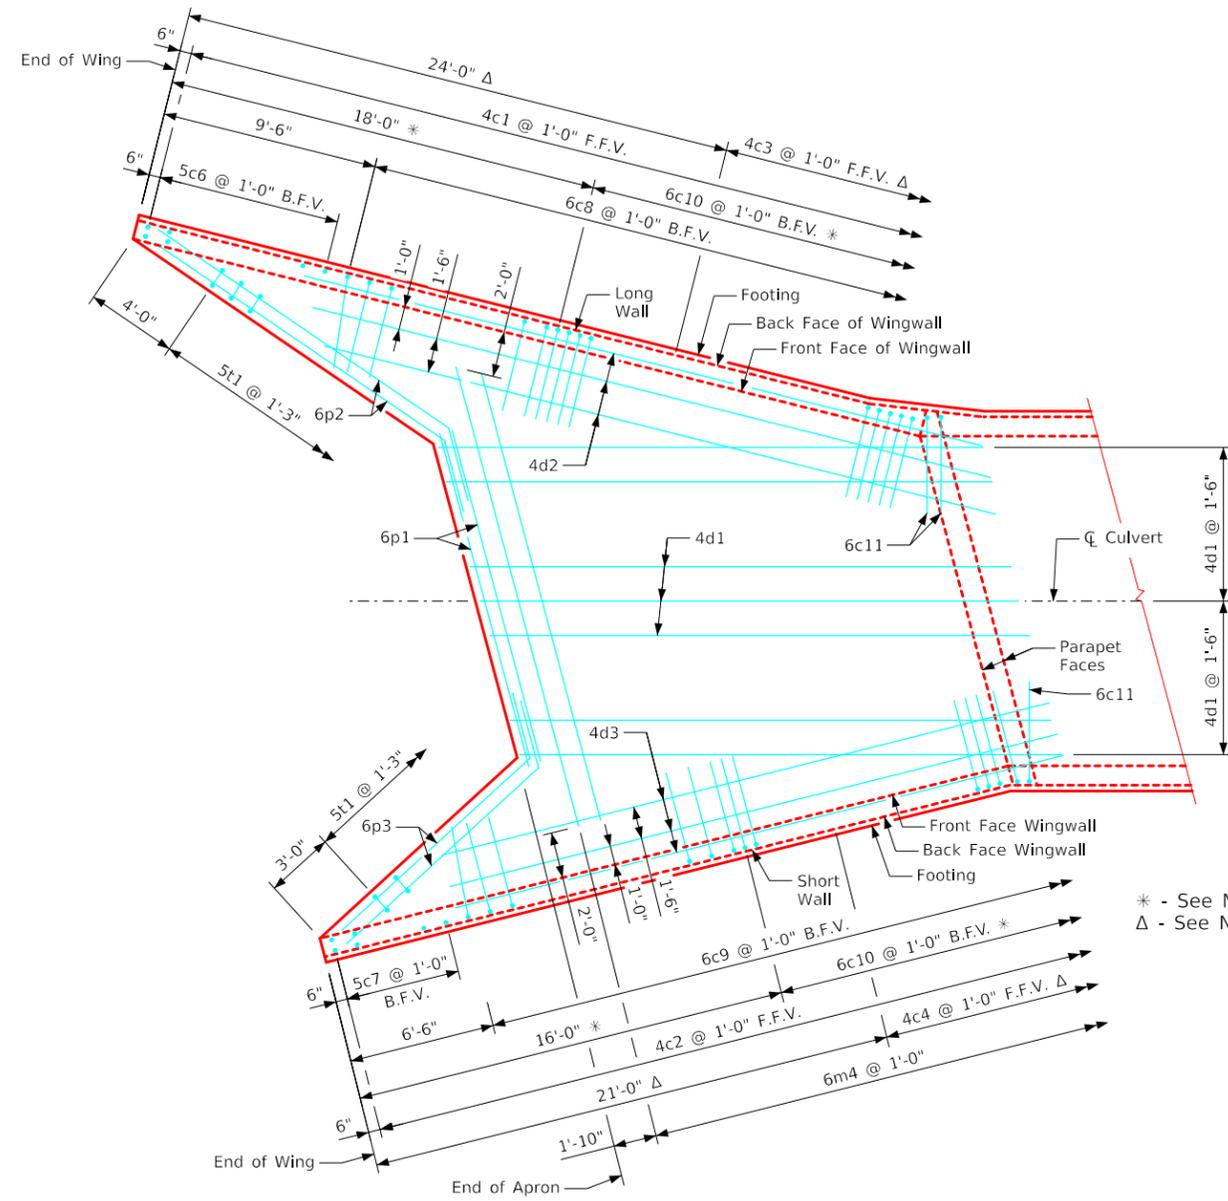 6"
End of Wing
24'-0" Δ
4c1 @ 1'-0" F.F.V.
4c3 @ 1'-0" F.F.V. Δ
18'-0" ✳
9'-6"
6c10 @ 1'-0" B.F.V. ✳
6c8 @ 1'-0" B.F.V.
6"
5c6 @ 1'-0" B.F.V.
1'-0"
1'-6"
2'-0"
Long
Wall
Footing
Back Face of Wingwall
Front Face of Wingwall
4'-0"
5t1 @ 1'-3"
6p2
4d2
6p1
4d1
6c11
℄ Culvert
4d1 @ 1'-6"
4d1 @ 1'-6"
Parapet
Faces
6c11
4d3
5t1 @ 1'-3"
6p3
3'-0"
Front Face Wingwall
Back Face Wingwall
Footing
Short
Wall
2'-0"
1'-0"
1'-6"
✳ - See N
Δ - See N
6"
5c7 @ 1'-0"
B.F.V.
6c9 @ 1'-0" B.F.V.
6'-6"
6c10 @ 1'-0" B.F.V. ✳
16'-0" ✳
4c2 @ 1'-0" F.F.V.
4c4 @ 1'-0" F.F.V. Δ
21'-0" Δ
6m4 @ 1'-0"
6"
1'-10"
End of Wing
End of Apron